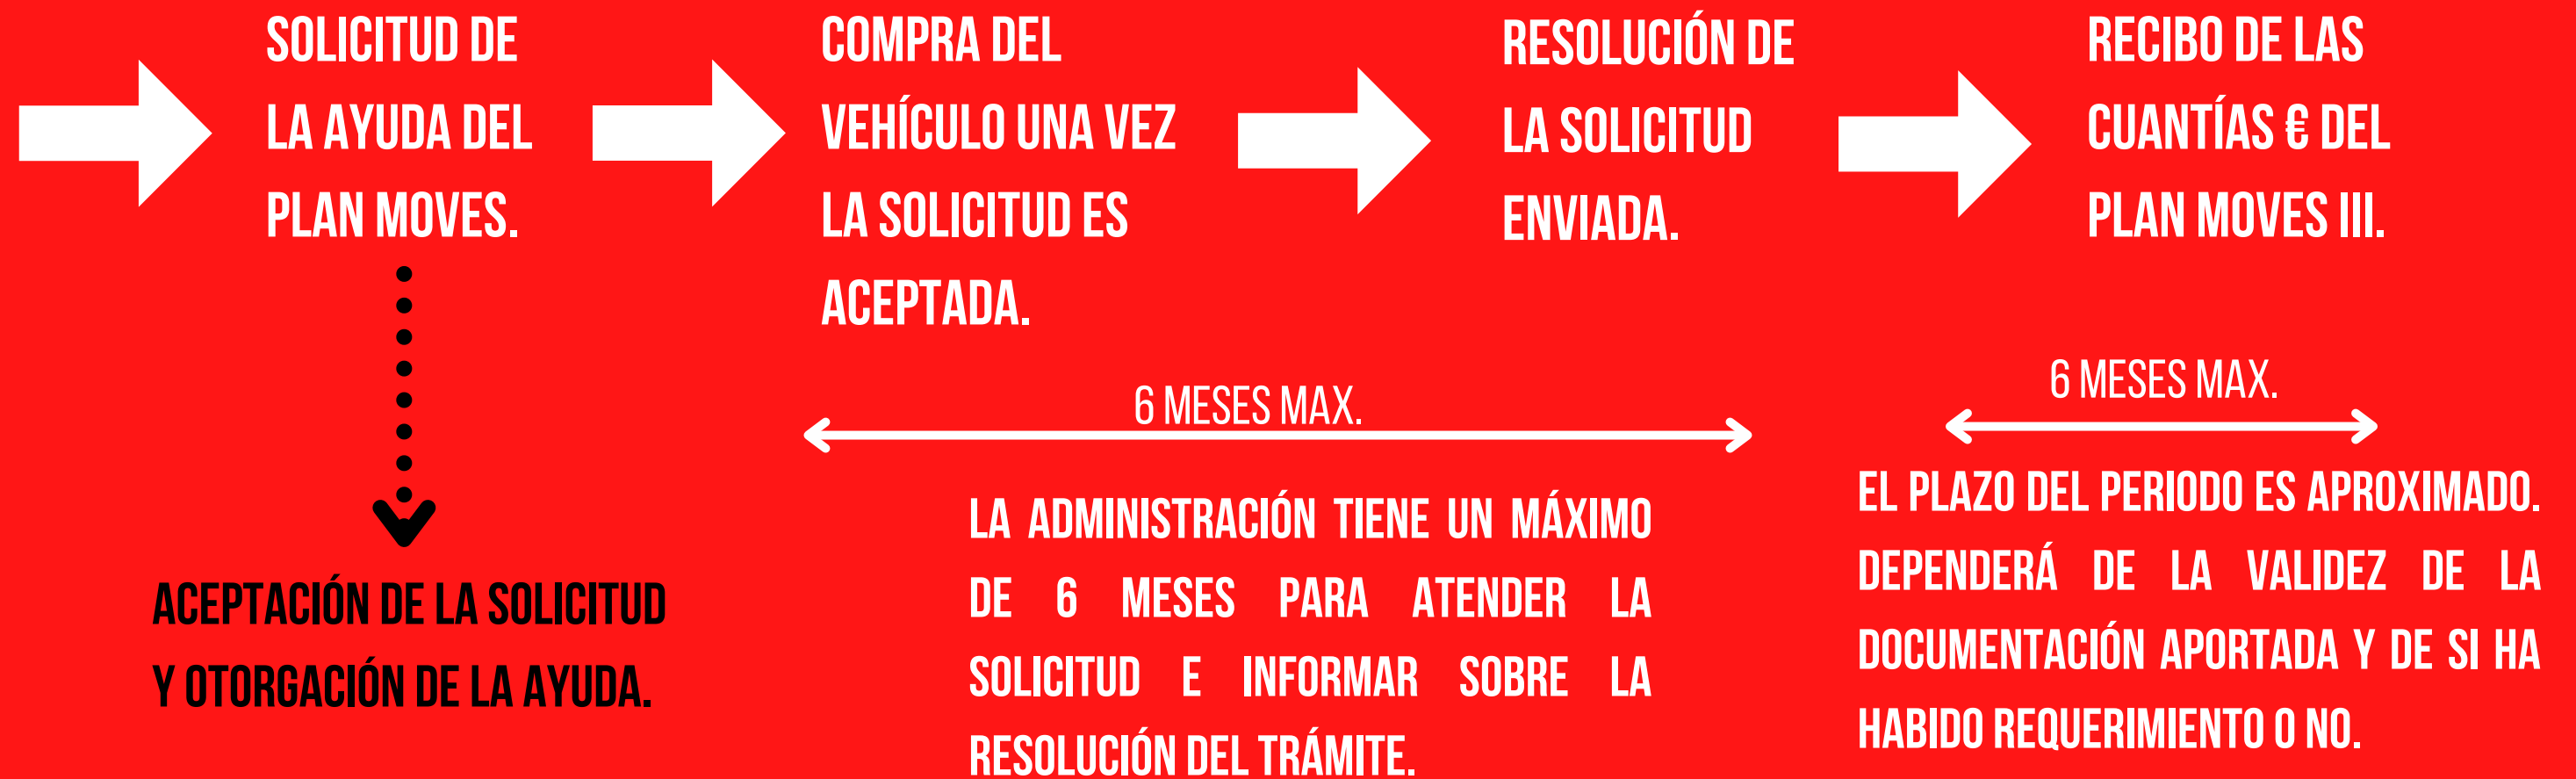 SOLICITUD DE
LA AYUDA DEL
PLAN MOVES.
COMPRA DEL
VEHÍCULO UNA VEZ
LA SOLICITUD ES
ACEPTADA.
RESOLUCIÓN DE
LA SOLICITUD
ENVIADA.
RECIBO DE LAS
CUANTÍAS € DEL
PLAN MOVES III.
ACEPTACIÓN DE LA SOLICITUD
Y OTORGACIÓN DE LA AYUDA.
6 MESES MAX.
LA ADMINISTRACIÓN TIENE UN MÁXIMO
DE 6 MESES PARA ATENDER LA
SOLICITUD E INFORMAR SOBRE LA
RESOLUCIÓN DEL TRÁMITE.
6 MESES MAX.
EL PLAZO DEL PERIODO ES APROXIMADO.
DEPENDERÁ DE LA VALIDEZ DE LA
DOCUMENTACIÓN APORTADA Y DE SI HA
HABIDO REQUERIMIENTO O NO.